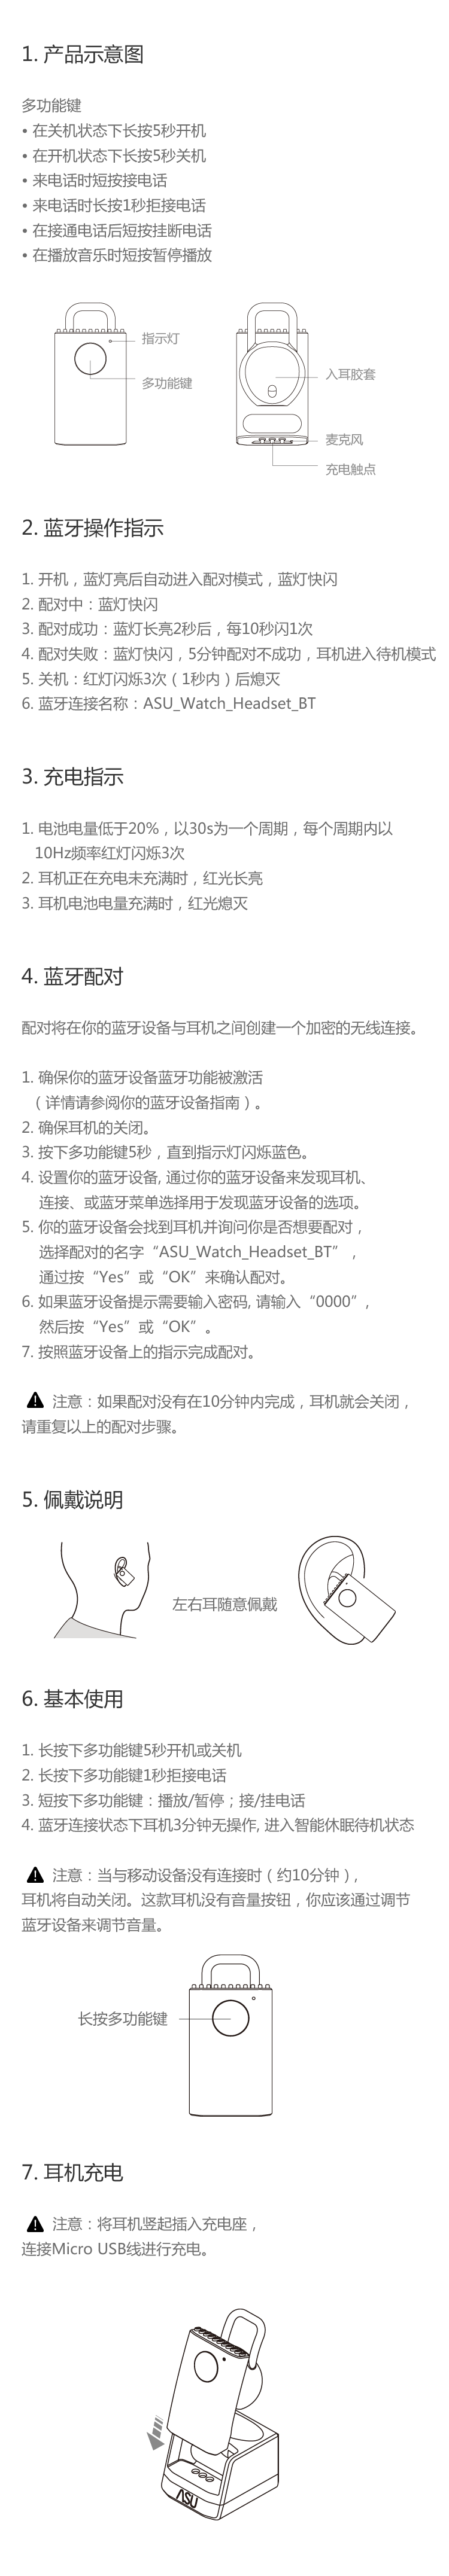 1. 产品示意图
多功能键
• 在关机状态下长按5秒开机
• 在开机状态下长按5秒关机
• 来电话时短按接电话
• 来电话时长按1秒拒接电话
• 在接通电话后短按挂断电话
• 在播放音乐时短按暂停播放
指示灯
多功能键
入耳胶套
麦克风
充电触点
2. 蓝牙操作指示
1. 开机，蓝灯亮后自动进入配对模式，蓝灯快闪
2. 配对中：蓝灯快闪
3. 配对成功：蓝灯长亮2秒后，每10秒闪1次
4. 配对失败：蓝灯快闪，5分钟配对不成功，耳机进入待机模式
5. 关机：红灯闪烁3次（1秒内）后熄灭
6. 蓝牙连接名称：ASU_Watch_Headset_BT
3. 充电指示
1. 电池电量低于20%，以30s为一个周期，每个周期内以
10Hz频率红灯闪烁3次
2. 耳机正在充电未充满时，红光长亮
3. 耳机电池电量充满时，红光熄灭
4. 蓝牙配对
配对将在你的蓝牙设备与耳机之间创建一个加密的无线连接。
1. 确保你的蓝牙设备蓝牙功能被激活
（详情请参阅你的蓝牙设备指南）。
2. 确保耳机的关闭。
3. 按下多功能键5秒，直到指示灯闪烁蓝色。
4. 设置你的蓝牙设备, 通过你的蓝牙设备来发现耳机、
连接、或蓝牙菜单选择用于发现蓝牙设备的选项。
5. 你的蓝牙设备会找到耳机并询问你是否想要配对，
选择配对的名字“ASU_Watch_Headset_BT”，
通过按“Yes”或“OK”来确认配对。
6. 如果蓝牙设备提示需要输入密码, 请输入“0000”，
然后按“Yes”或“OK”。
7. 按照蓝牙设备上的指示完成配对。
注意：如果配对没有在10分钟内完成，耳机就会关闭，
请重复以上的配对步骤。
5. 佩戴说明
左右耳随意佩戴
6. 基本使用
1. 长按下多功能键5秒开机或关机
2. 长按下多功能键1秒拒接电话
3. 短按下多功能键：播放/暂停；接/挂电话
4. 蓝牙连接状态下耳机3分钟无操作, 进入智能休眠待机状态
注意：当与移动设备没有连接时（约10分钟），
耳机将自动关闭。这款耳机没有音量按钮，你应该通过调节
蓝牙设备来调节音量。
长按多功能键
7. 耳机充电
注意：将耳机竖起插入充电座，
连接Micro USB线进行充电。
ASU